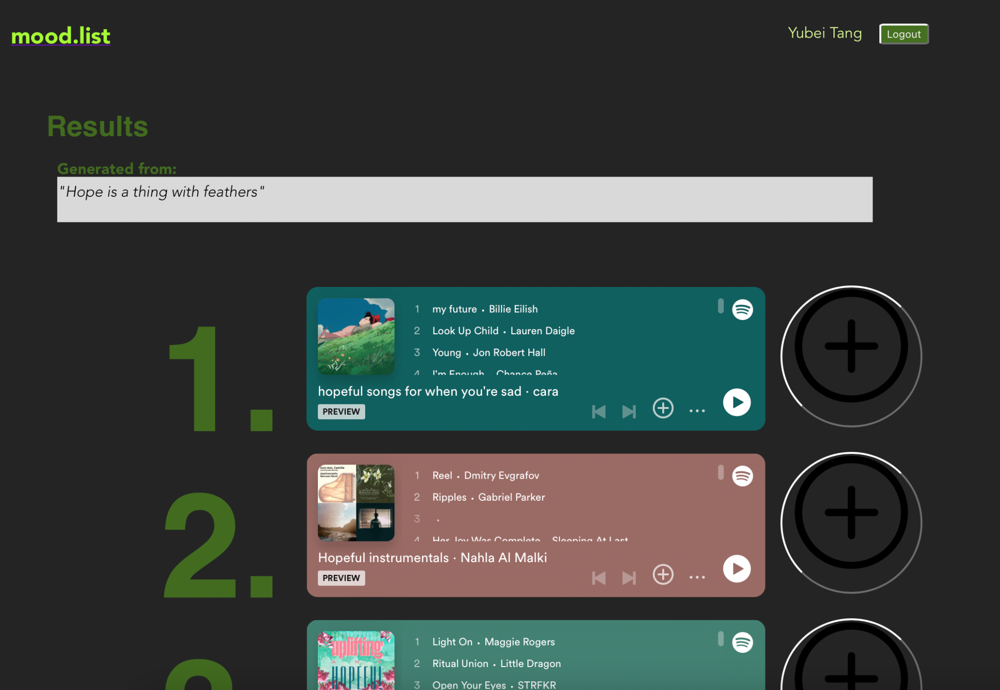 mood.list
Yubei Tang
Logout
Results
Generated from:
"Hope is a thing with feathers"
1.
1 my future • Billie Eilish
2 Look Up Child • Lauren Daigle
3 Young • Jon Robert Hall
4 I'm Enough • Chance Peña
hopeful songs for when you're sad · cara
PREVIEW
2.
Suis-moi, Camille
1 Reel • Dmitry Evgrafov
2 Ripples • Gabriel Parker
3 •
4 Her Joy Was Complete • Sleeping At Last
Hopeful instrumentals · Nahla Al Malki
PREVIEW
uplifting
AND
HOPEFUL
1 Light On • Maggie Rogers
2 Ritual Union • Little Dragon
3 Open Your Eyes • STRFKR